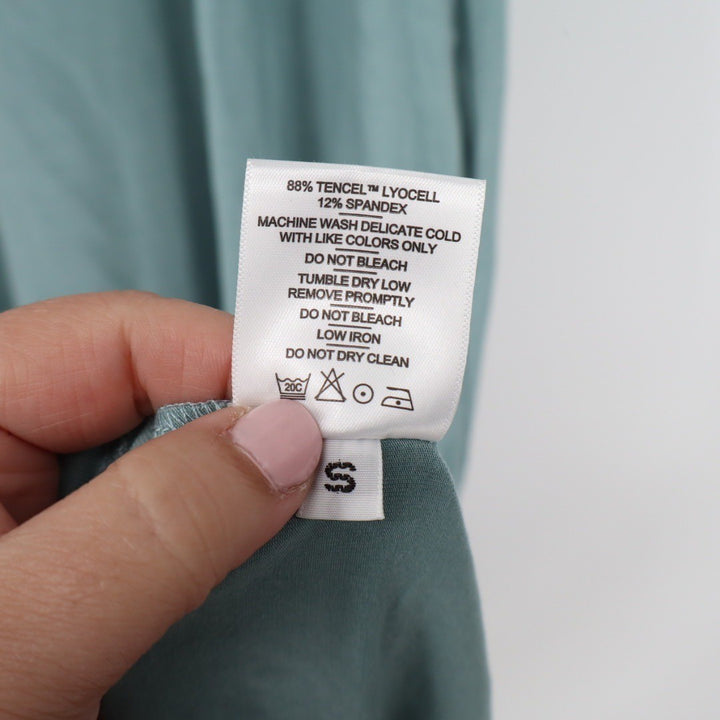 88% TENCEL™ LYOCELL
12% SPANDEX
MACHINE WASH DELICATE COLD
WITH LIKE COLORS ONLY
DO NOT BLEACH
TUMBLE DRY LOW
REMOVE PROMPTLY
DO NOT BLEACH
LOW IRON
DO NOT DRY CLEAN
20C
S